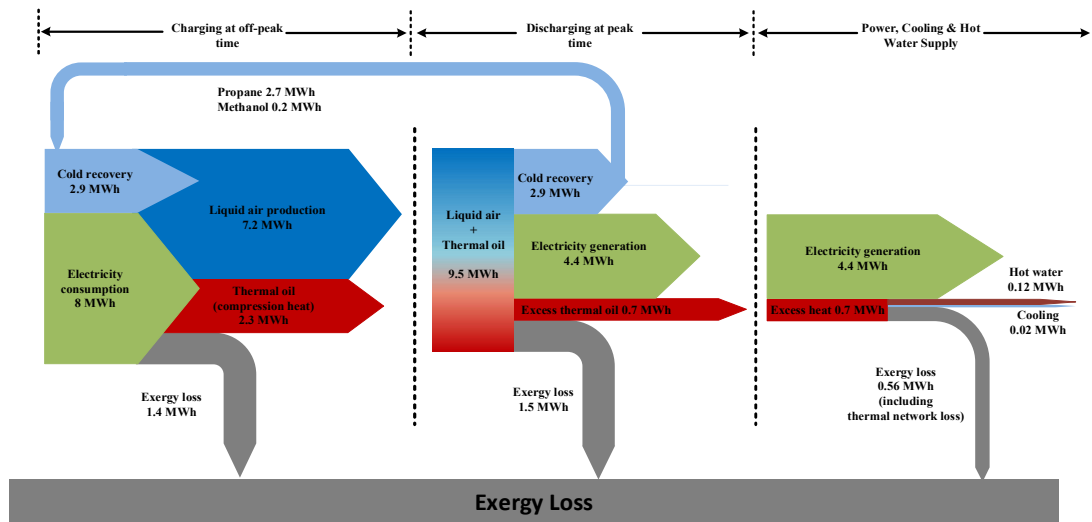 Charging at off-peak
time
Discharging at peak
time
Power, Cooling & Hot
Water Supply
Propane 2.7 MWh
Methanol 0.2 MWh
Cold recovery
2.9 MWh
Liquid air production
7.2 MWh
Electricity
consumption
8 MWh
Thermal oil
(compression heat)
2.3 MWh
Exergy loss
1.4 MWh
Liquid air
+
Thermal oil
9.5 MWh
Cold recovery
2.9 MWh
Electricity generation
4.4 MWh
Excess thermal oil 0.7 MWh
Exergy loss
1.5 MWh
Electricity generation
4.4 MWh
Hot water
0.12 MWh
Excess heat 0.7 MWh
Cooling
0.02 MWh
Exergy loss
0.56 MWh
(including
thermal network loss)
Exergy Loss